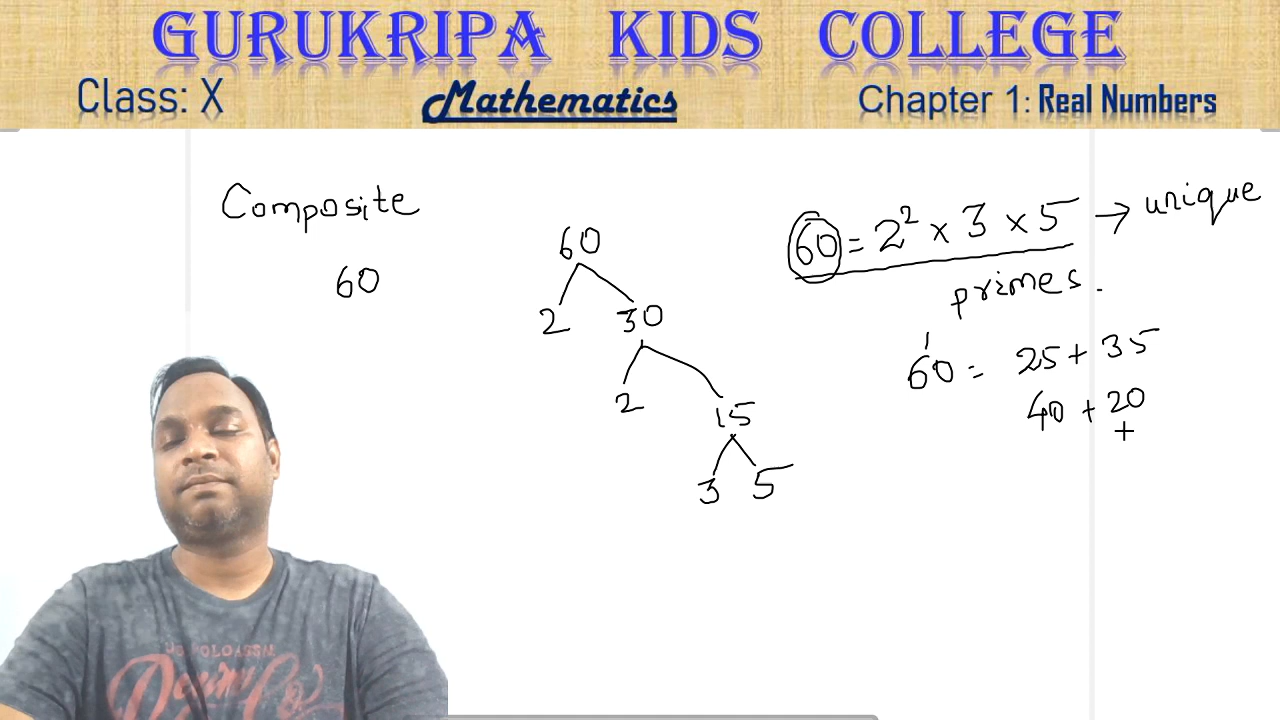 GURUKRIPA KIDS COLLEGE
Class: X Mathematics Chapter 1: Real Numbers
Composite
60
60
2 30
2 15
3 5
60 = 2² × 3 × 5 → unique
primes.
60 = 25 + 35
40 + 20
+